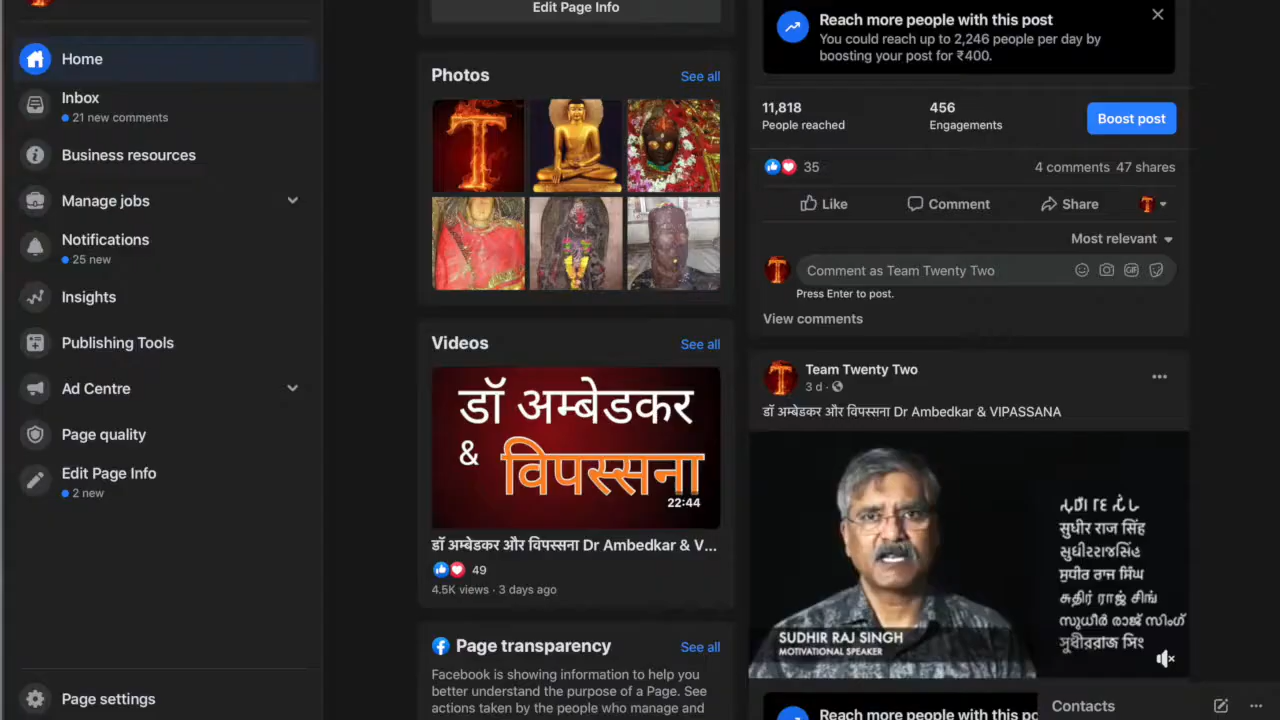 Home
Inbox
21 new comments
Business resources
Manage jobs
Notifications
25 new
Insights
Publishing Tools
Ad Centre
Page quality
Edit Page Info
2 new
Page settings
Edit Page Info
Photos
See all
T
Videos
See all
डॉ अम्बेडकर
&
विपस्सना
22:44
डॉ अम्बेडकर और विपस्सना Dr Ambedkar & V...
49
4.5K views · 3 days ago
Page transparency
See all
Facebook is showing information to help you
better understand the purpose of a Page. See
actions taken by the people who manage and
Reach more people with this post
You could reach up to 2,246 people per day by
boosting your post for ₹400.
11,818
People reached
456
Engagements
Boost post
35
4 comments 47 shares
Like
Comment
Share
Most relevant
Comment as Team Twenty Two
GIF
Press Enter to post.
View comments
Team Twenty Two
3 d ·
डॉ अम्बेडकर और विपस्सना Dr Ambedkar & VIPASSANA
सुधीर राज सिंह
SUDHIR RAJ SINGH
MOTIVATIONAL SPEAKER
Reach more people with this po
Contacts